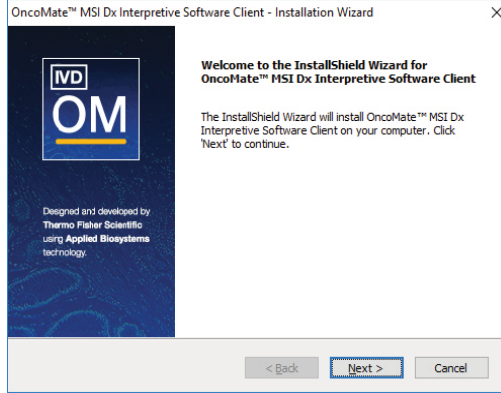 OncoMate™ MSI Dx Interpretive Software Client - Installation Wizard
IVD
OM
Designed and developed by
Thermo Fisher Scientific
using Applied Biosystems
technology.
Welcome to the InstallShield Wizard for
OncoMate™ MSI Dx Interpretive Software Client
The InstallShield Wizard will install OncoMate™ MSI Dx
Interpretive Software Client on your computer. Click
'Next' to continue.
< Back Next > Cancel